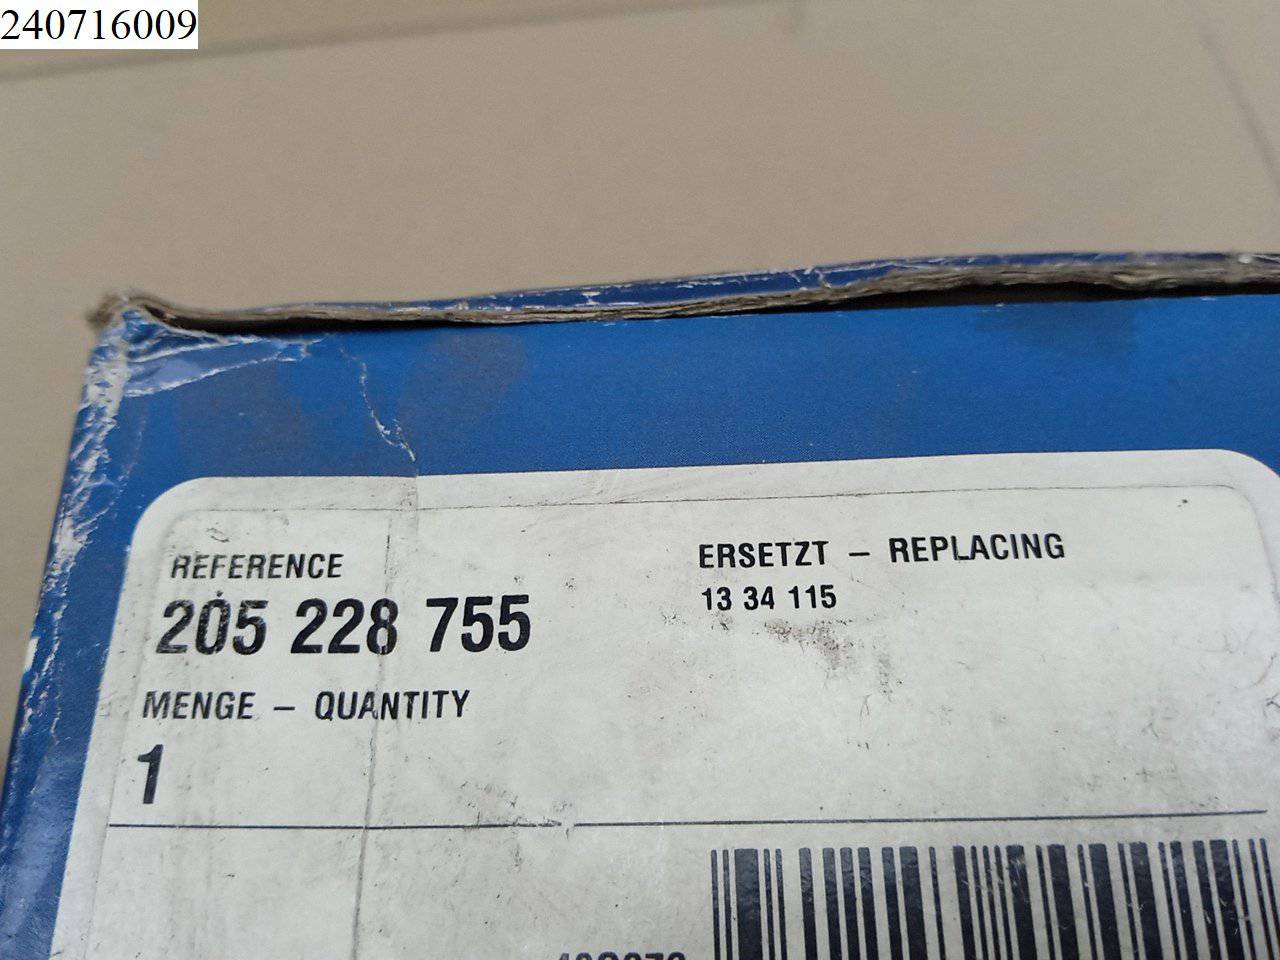 240716009
REFERENCE
205 228 755
ERSETZT – REPLACING
13 34 115
MENGE – QUANTITY
1